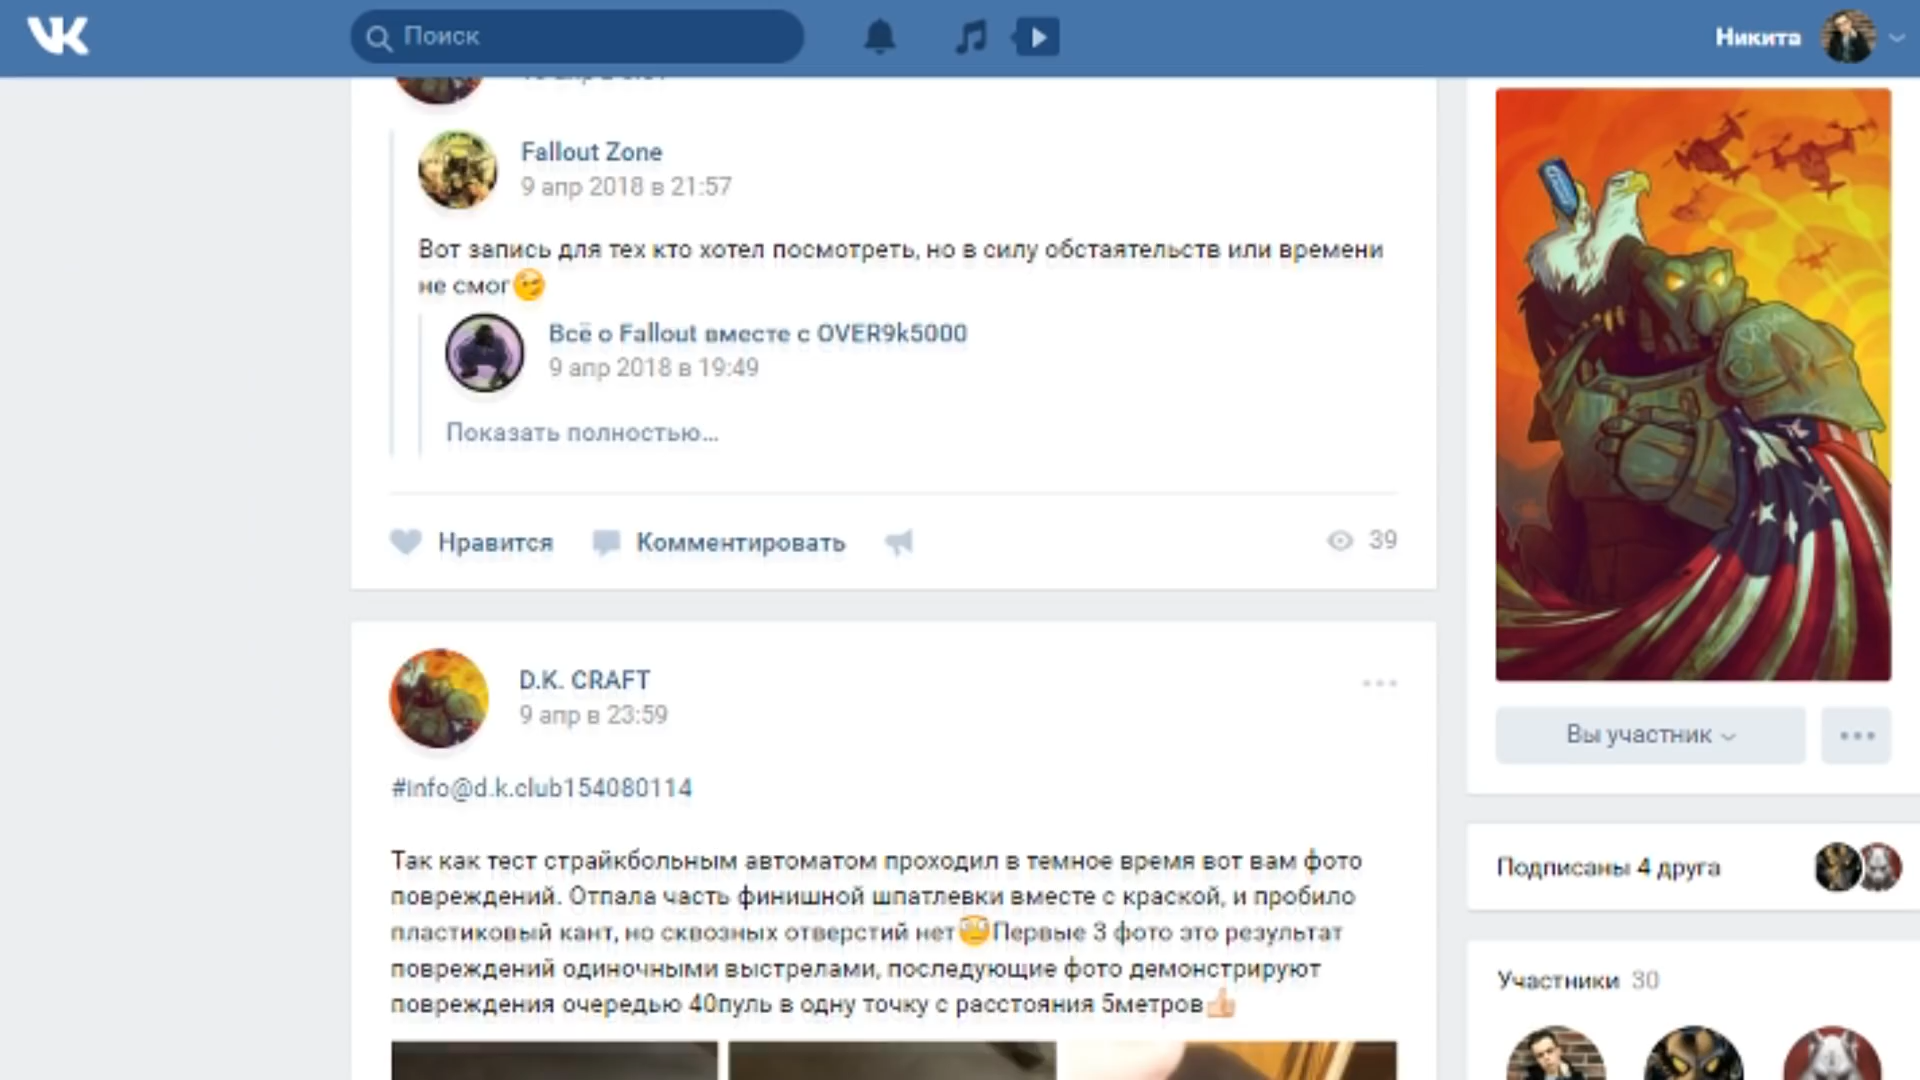 VK
Поиск
Никита
Fallout Zone
9 апр 2018 в 21:57
Вот запись для тех кто хотел посмотреть, но в силу обстаятельств или времени
не смог
Всё о Fallout вместе с OVER9k5000
9 апр 2018 в 19:49
Показать полностью...
Нравится
Комментировать
39
D.K. CRAFT
9 апр в 23:59
#info@d.k.club154080114
Так как тест страйкбольным автоматом проходил в темное время вот вам фото
повреждений. Отпала часть финишной шпатлевки вместе с краской, и пробило
пластиковый кант, но сквозных отверстий нет Первые 3 фото это результат
повреждений одиночными выстрелами, последующие фото демонстрируют
повреждения очередью 40пуль в одну точку с расстояния 5метров
Вы участник
Подписаны 4 друга
Участники 30